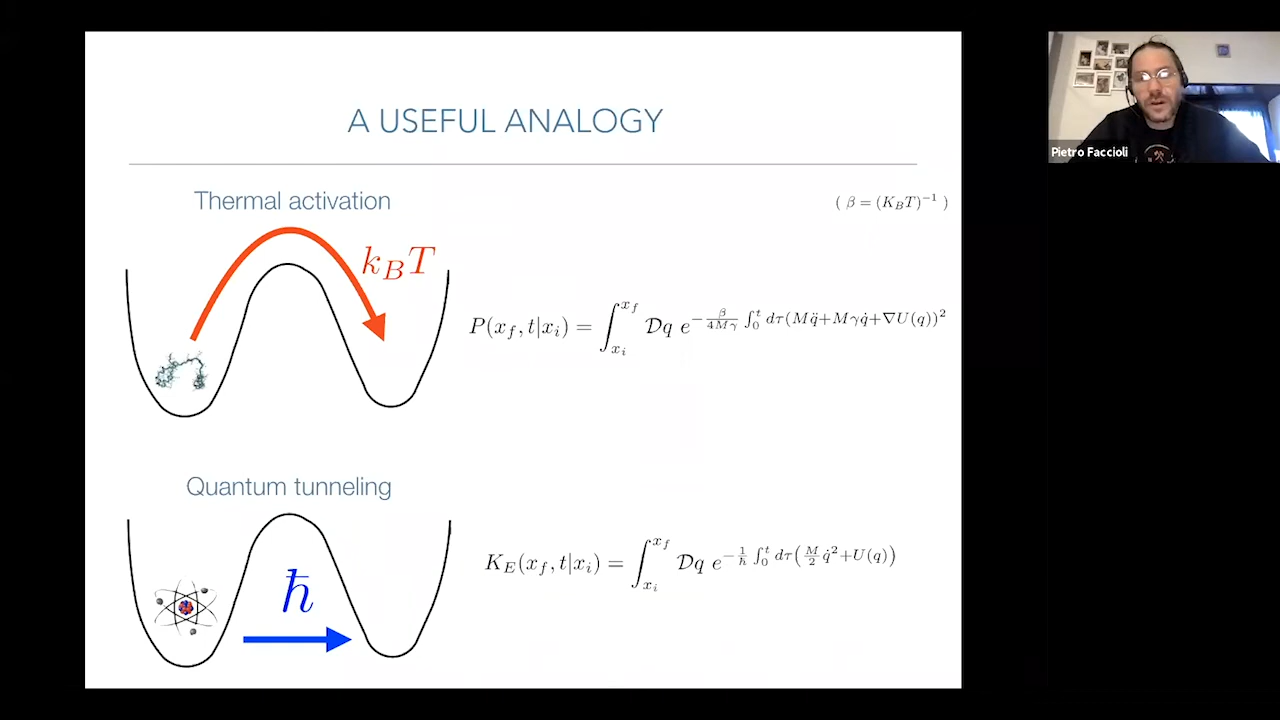 A USEFUL ANALOGY
Thermal activation
( β = (K_BT)^{-1} )
k_BT
P(x_f, t|x_i) = ∫_{x_i}^{x_f} 𝒟q e^{-\frac{β}{4Mγ} ∫_0^t dτ(M\ddot{q}+Mγ\dot{q}+∇U(q))^2}
Quantum tunneling
ħ
K_E(x_f, t|x_i) = ∫_{x_i}^{x_f} 𝒟q e^{-\frac{1}{ħ} ∫_0^t dτ(\frac{M}{2}\dot{q}^2+U(q))}
Pietro Faccioli